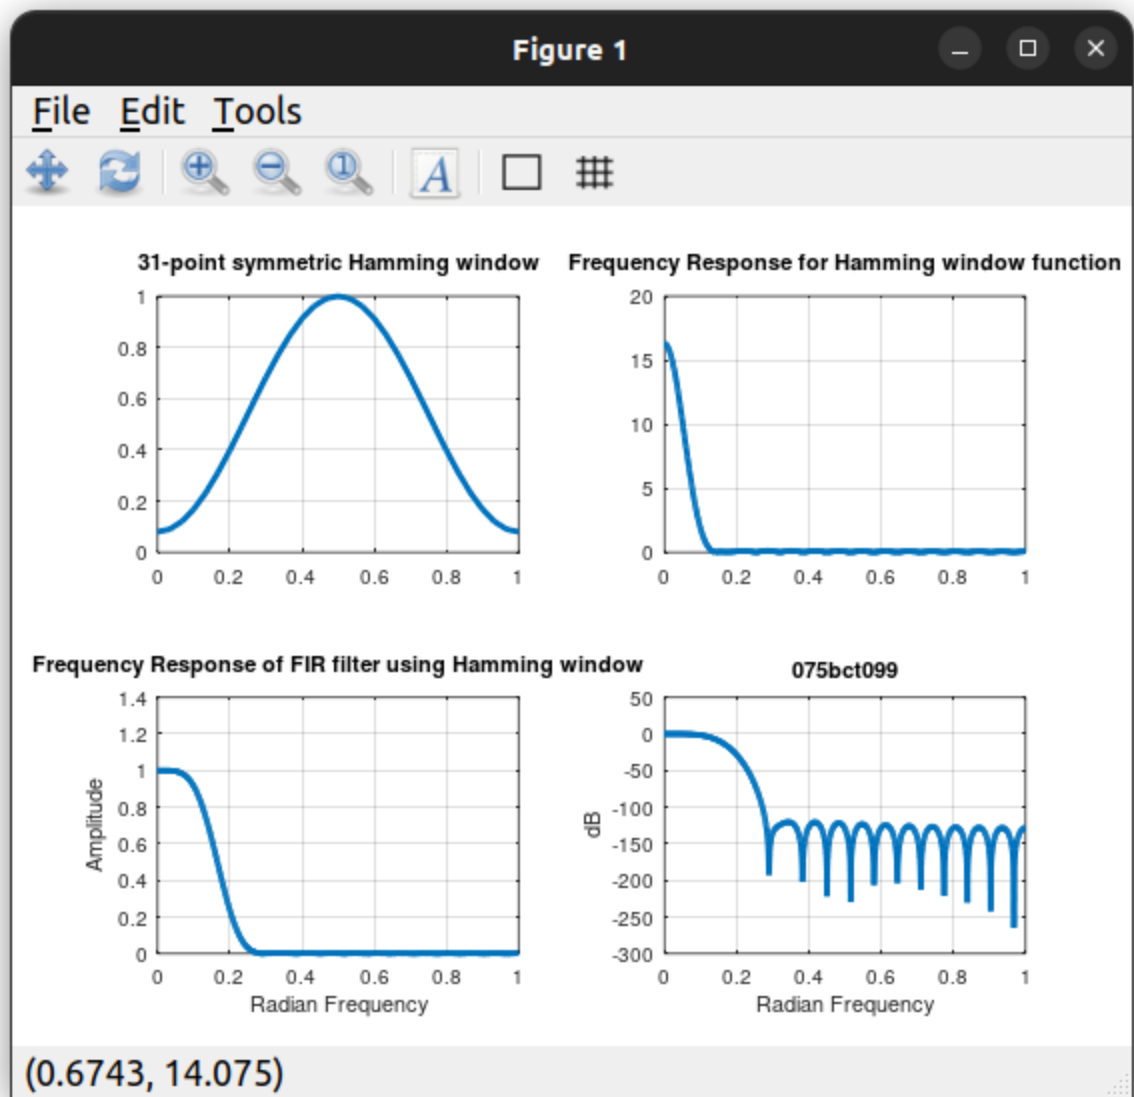 Figure 1
File Edit Tools
A
31-point symmetric Hamming window
1
0.8
0.6
0.4
0.2
0
0 0.2 0.4 0.6 0.8 1
Frequency Response for Hamming window function
20
15
10
5
0
0 0.2 0.4 0.6 0.8 1
Frequency Response of FIR filter using Hamming window
Amplitude
1.4
1.2
1
0.8
0.6
0.4
0.2
0
0 0.2 0.4 0.6 0.8 1
Radian Frequency
075bct099
dB
50
0
-50
-100
-150
-200
-250
-300
0 0.2 0.4 0.6 0.8 1
Radian Frequency
(0.6743, 14.075)